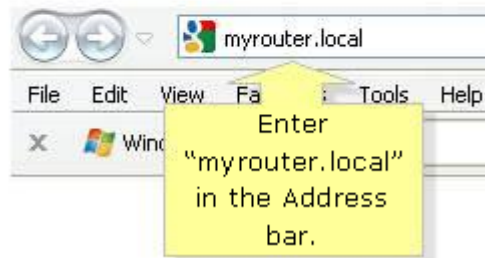 myrouter.local
File Edit View Tools Help
Enter
“myrouter.local”
in the Address
bar.